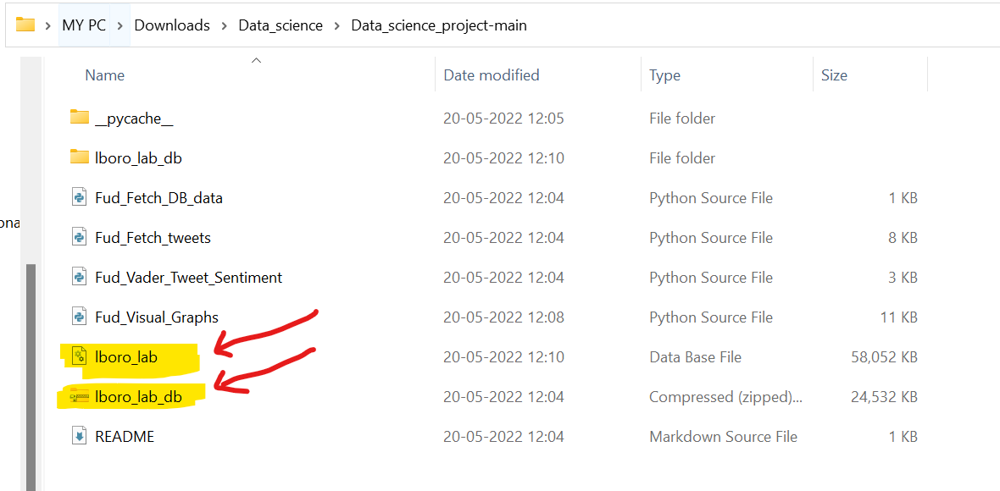 MY PC > Downloads > Data_science > Data_science_project-main
Name Date modified Type Size
__pycache__ 20-05-2022 12:05 File folder
lboro_lab_db 20-05-2022 12:10 File folder
Fud_Fetch_DB_data 20-05-2022 12:04 Python Source File 1 KB
ona
Fud_Fetch_tweets 20-05-2022 12:04 Python Source File 8 KB
Fud_Vader_Tweet_Sentiment 20-05-2022 12:04 Python Source File 3 KB
Fud_Visual_Graphs 20-05-2022 12:08 Python Source File 11 KB
lboro_lab 20-05-2022 12:10 Data Base File 58,052 KB
lboro_lab_db 20-05-2022 12:04 Compressed (zipped)... 24,532 KB
README 20-05-2022 12:04 Markdown Source File 1 KB